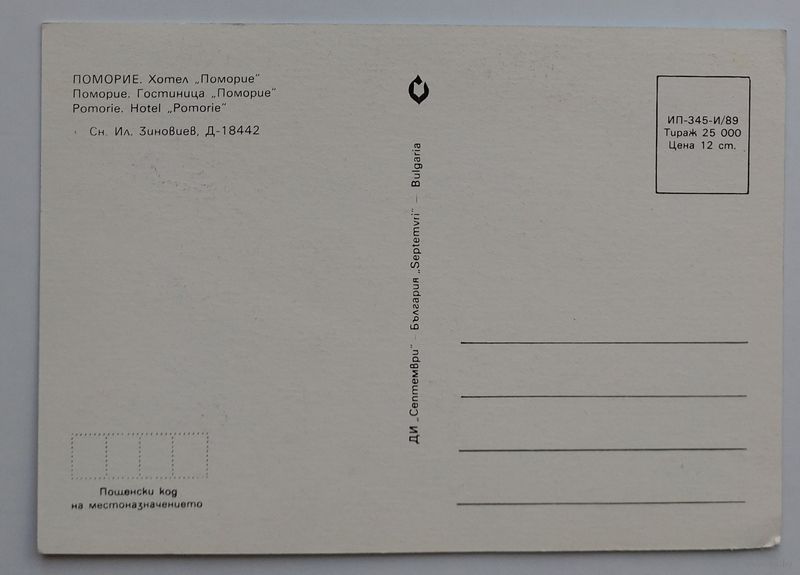 ПОМОРИЕ. Хотел „Поморие"
Поморие. Гостиница „Поморие"
Pomorie. Hotel „Pomorie"
Сн. Ил. Зиновиев, Д-18442
ДИ „Септември" – България „Septemvri" – Bulgaria
ИП-345-И/89
Тираж 25 000
Цена 12 ст.
Пощенски код
на местоназначението